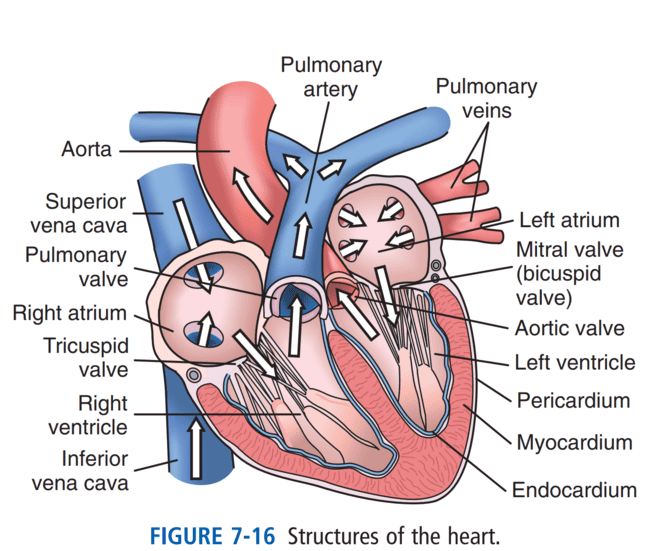 Pulmonary
artery
Pulmonary
veins
Aorta
Superior
vena cava
Pulmonary
valve
Right atrium
Tricuspid
valve
Right
ventricle
Inferior
vena cava
Left atrium
Mitral valve
(bicuspid
valve)
Aortic valve
Left ventricle
Pericardium
Myocardium
Endocardium
FIGURE 7-16 Structures of the heart.